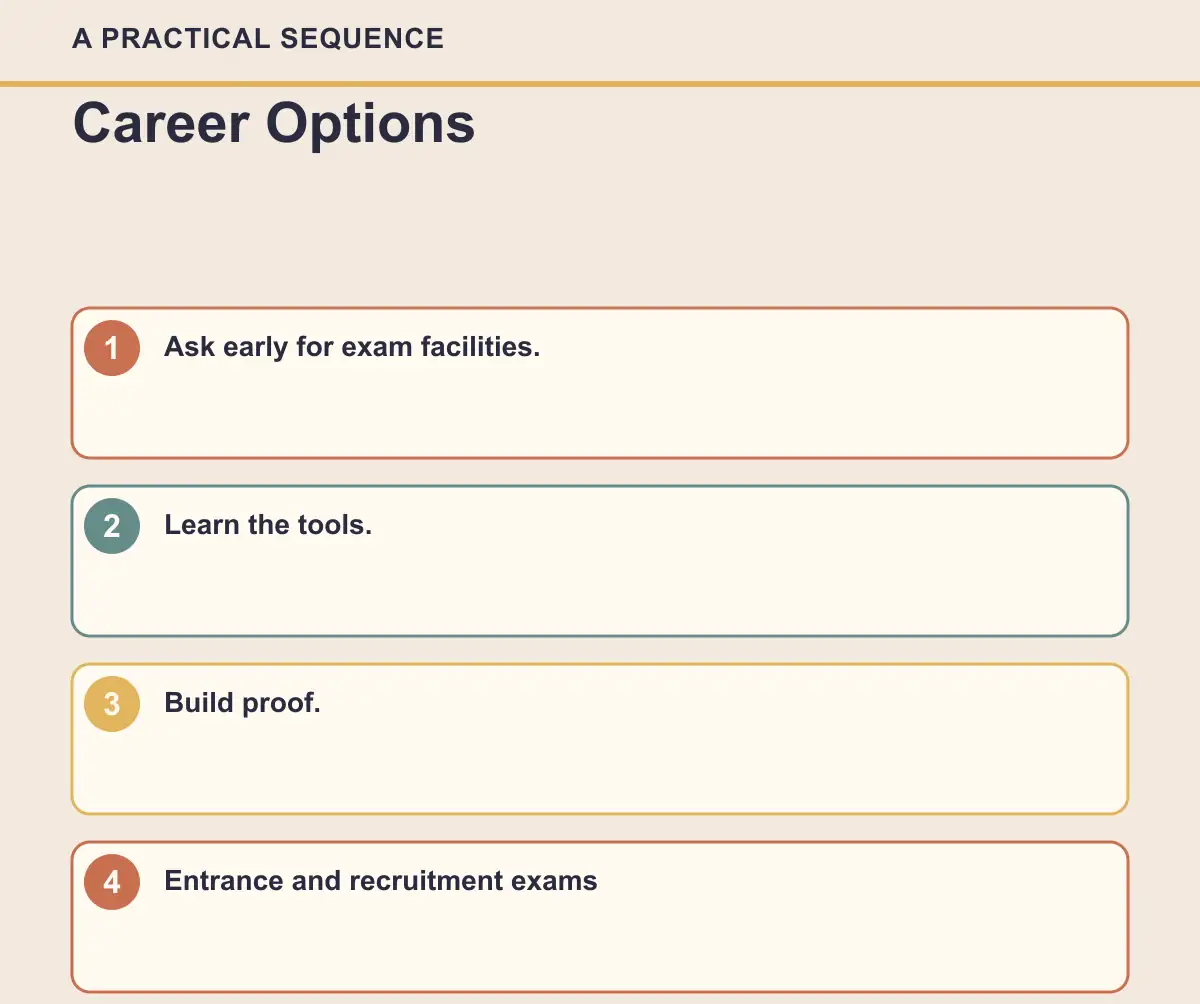 A PRACTICAL SEQUENCE
Career Options
1 Ask early for exam facilities.
2 Learn the tools.
3 Build proof.
4 Entrance and recruitment exams